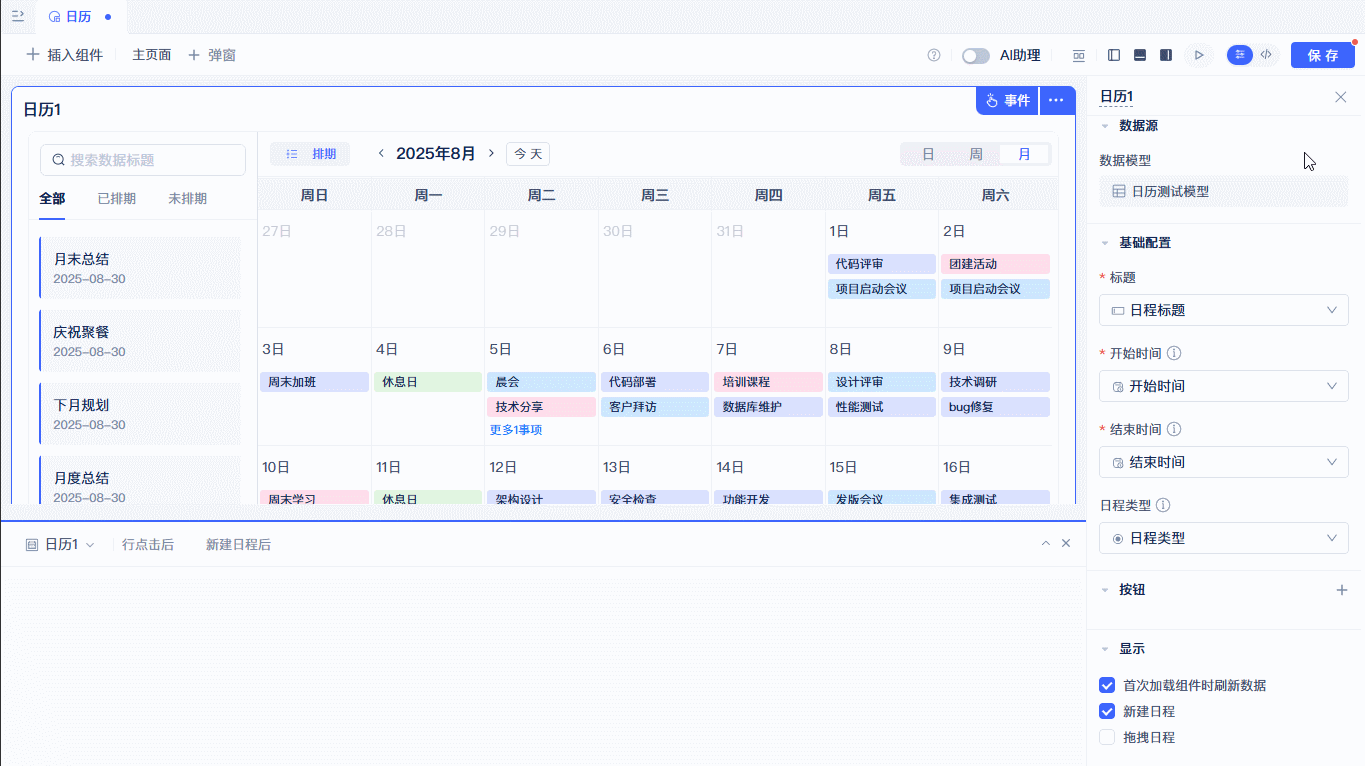 日历
插入组件
主页面
弹窗
AI助理
保 存
日历1
事件
搜索数据标题
全部 已排期 未排期
月末总结
2025-08-30
庆祝聚餐
2025-08-30
下月规划
2025-08-30
月度总结
2025-08-30
排期
2025年8月
今 天
日 周 月
周日 周一 周二 周三 周四 周五 周六
27日 28日 29日 30日 31日 1日 2日
代码评审 团建活动
项目启动会议 项目启动会议
3日 4日 5日 6日 7日 8日 9日
周末加班 休息日 晨会 代码部署 培训课程 设计评审 技术调研
技术分享 客户拜访 数据库维护 性能测试 bug修复
更多1事项
10日 11日 12日 13日 14日 15日 16日
周末学习 休息日 架构设计 安全检查 功能开发 发版会议 集成测试
日历1
行点击后
新建日程后
日历1
数据源
数据模型
日历测试模型
基础配置
* 标题
日程标题
* 开始时间
开始时间
* 结束时间
结束时间
日程类型
日程类型
按钮
显示
首次加载组件时刷新数据
新建日程
拖拽日程